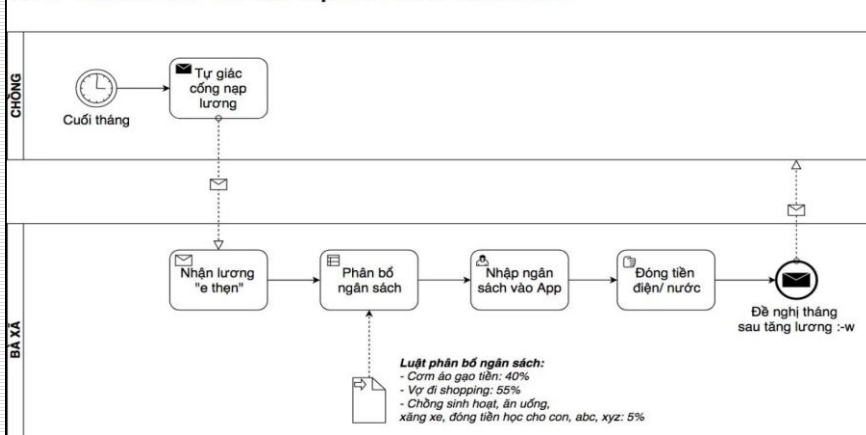 CHỒNG
Cuối tháng
Tự giác
cống nạp
lương
BÀ XÃ
Nhận lương
"e thẹn"
Phân bổ
ngân sách
Nhập ngân
sách vào App
Đóng tiền
điện/ nước
Đề nghị tháng
sau tăng lương :-w
Luật phân bổ ngân sách:
- Cơm áo gạo tiền: 40%
- Vợ đi shopping: 55%
- Chồng sinh hoạt, ăn uống,
xăng xe, đóng tiền học cho con, abc, xyz: 5%